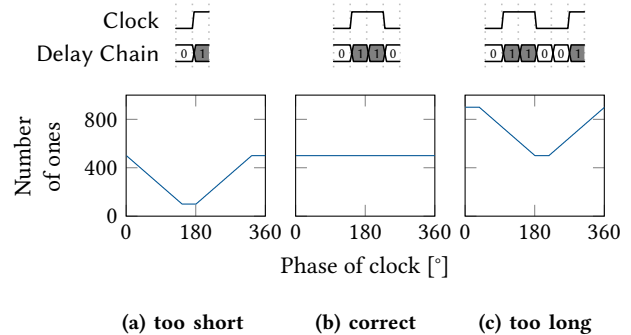 Clock
Delay Chain
0 1
0 1 1 0
0 1 1 0 0 1
Number
of ones
800
400
0
0 180 360
0 180 360
0 180 360
Phase of clock [°]
(a) too short
(b) correct
(c) too long